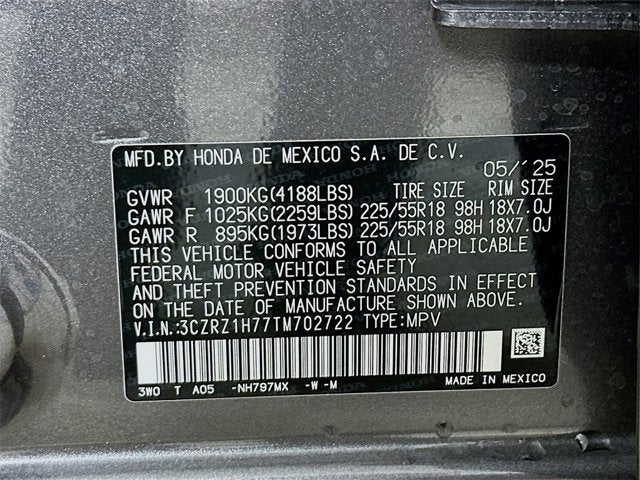 MFD.BY HONDA DE MEXICO S.A. DE C.V.
05/´25
GVWR 1900KG(4188LBS) TIRE SIZE RIM SIZE
GAWR F 1025KG(2259LBS) 225/55R18 98H 18X7.0J
GAWR R 895KG(1973LBS) 225/55R18 98H 18X7.0J
THIS VEHICLE CONFORMS TO ALL APPLICABLE
FEDERAL MOTOR VEHICLE SAFETY
AND THEFT PREVENTION STANDARDS IN EFFECT
ON THE DATE OF MANUFACTURE SHOWN ABOVE.
V.I.N.:3CZRZ1H77TM702722 TYPE:MPV
3W0 T A05 -NH797MX -W -M MADE IN MEXICO